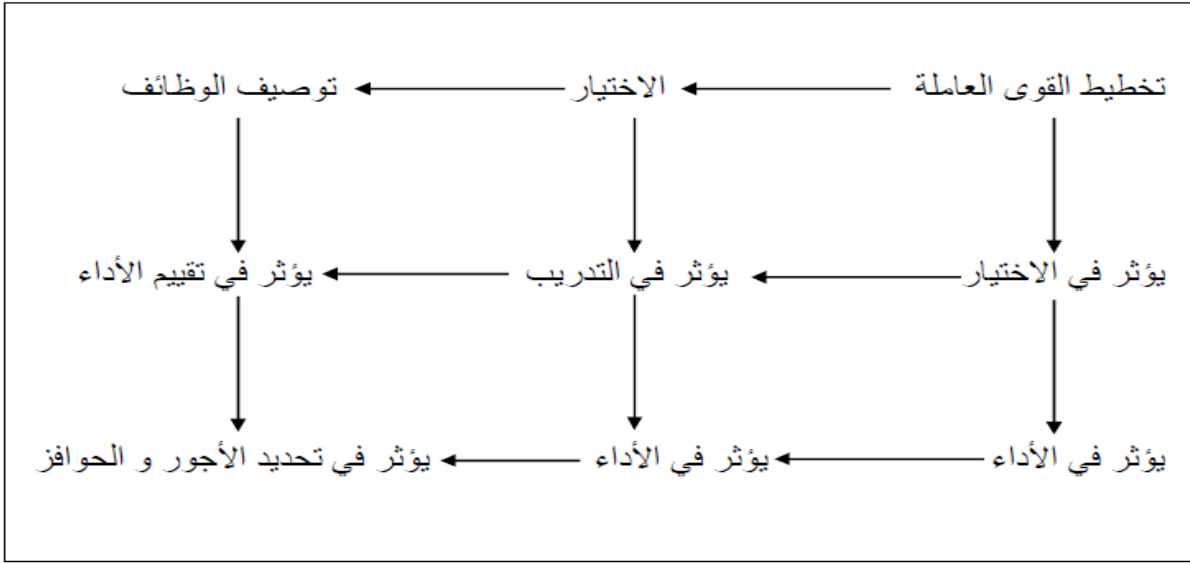 تخطيط القوى العاملة الاختيار توصيف الوظائف
يؤثر في الاختيار يؤثر في التدريب يؤثر في تقييم الأداء
يؤثر في الأداء يؤثر في الأداء يؤثر في تحديد الأجور و الحوافز